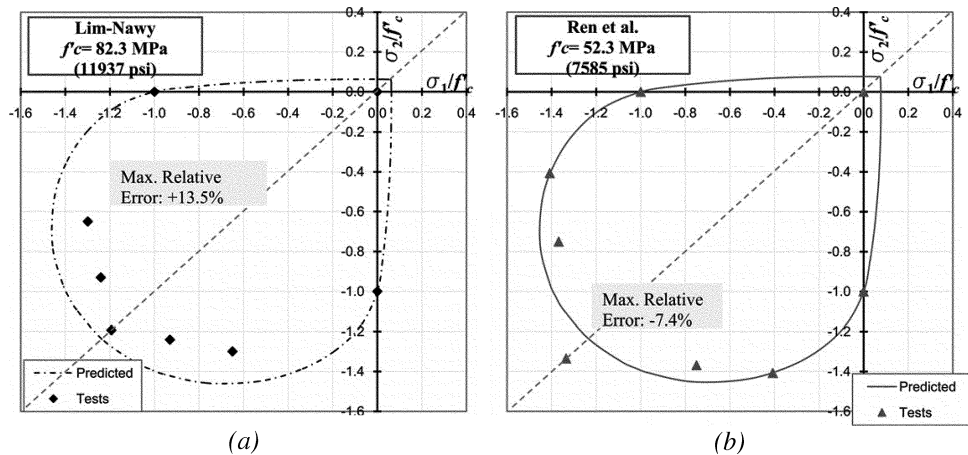 Lim-Nawy
f'c= 82.3 MPa
(11937 psi)
0.4
0.2
0.0
σ₂/f'c
σ₁/f'c
-1.6 -1.4 -1.2 -1.0 -0.8 -0.6 -0.4 -0.2 0.0 0.2 0.4
-0.2
-0.4
-0.6
-0.8
-1.0
-1.2
-1.4
-1.6
Max. Relative
Error: +13.5%
Predicted
Tests
(a)
Ren et al.
f'c= 52.3 MPa
(7585 psi)
0.4
0.2
0.0
σ₂/f'c
σ₁/f'c
-1.6 -1.4 -1.2 -1.0 -0.8 -0.6 -0.4 -0.2 0.0 0.2 0.4
-0.2
-0.4
-0.6
-0.8
-1.0
-1.2
-1.4
-1.6
Max. Relative
Error: -7.4%
Predicted
Tests
(b)